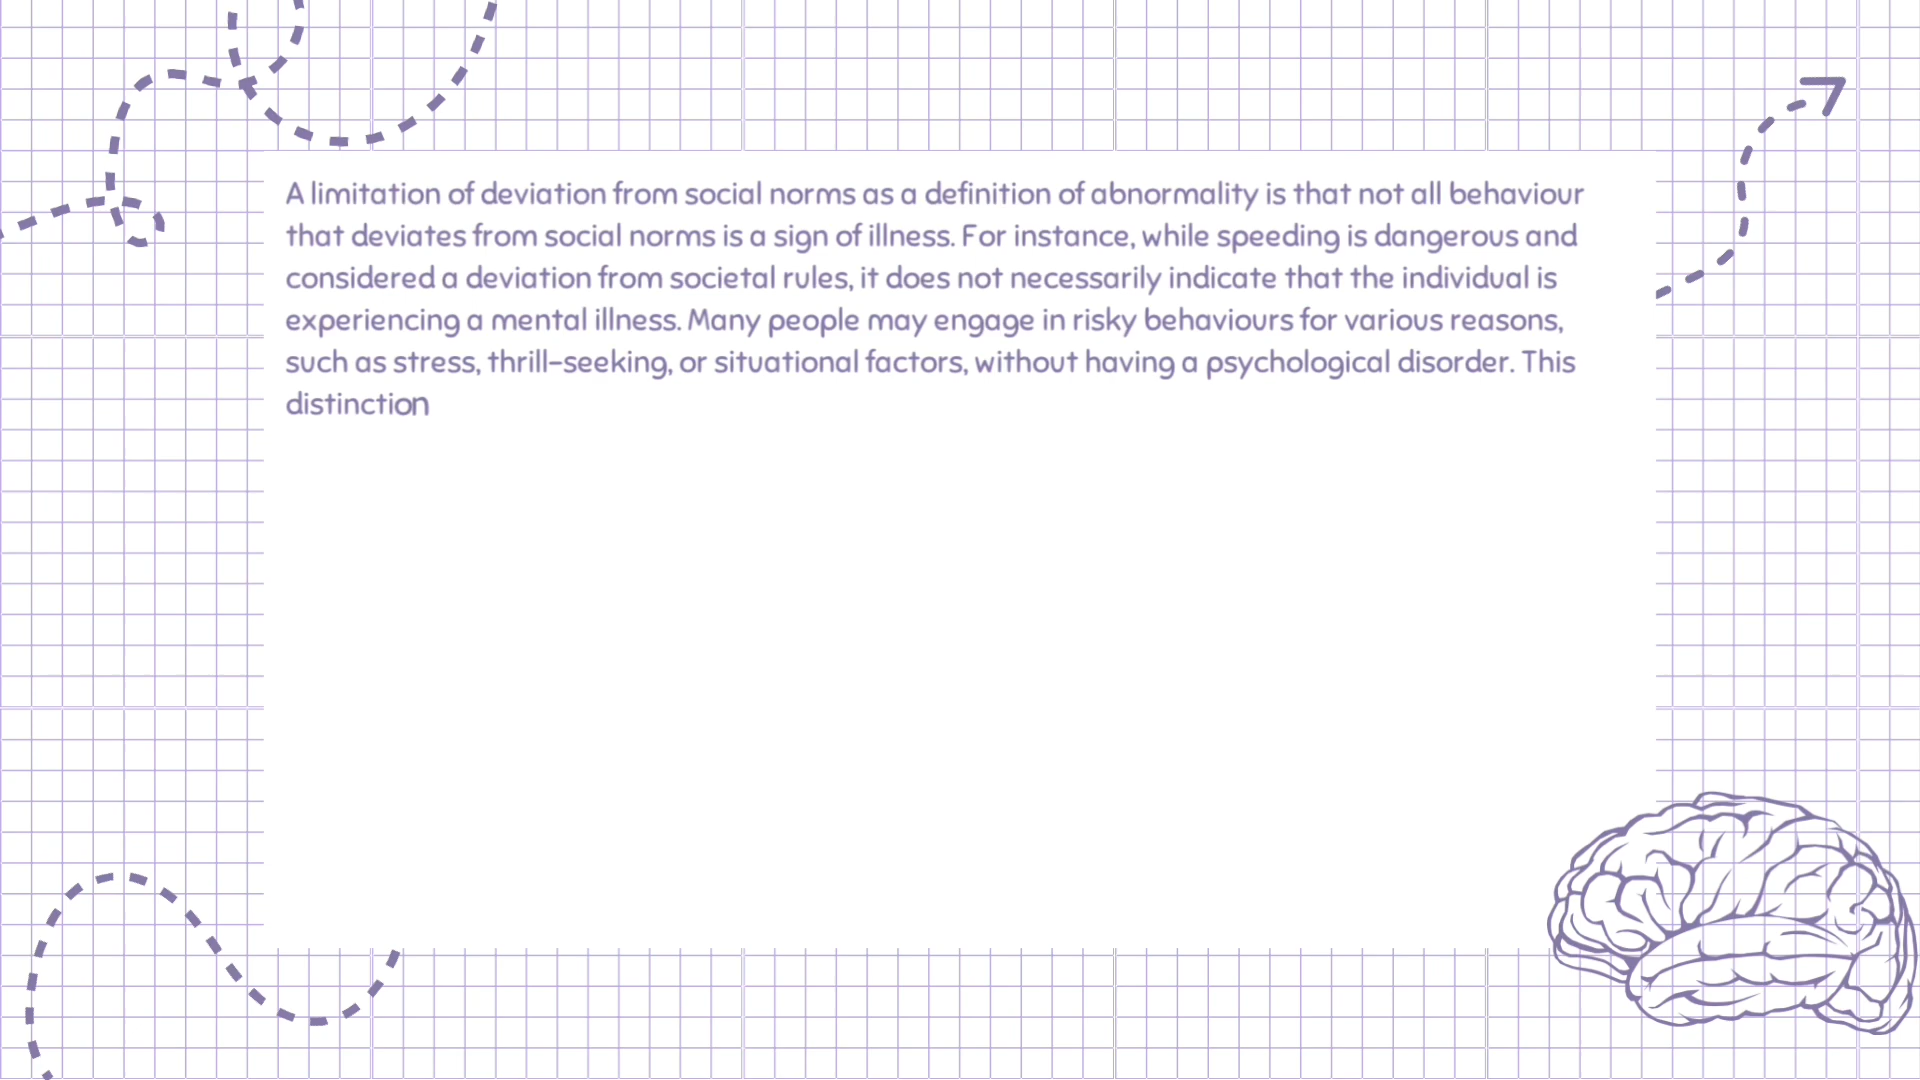 A limitation of deviation from social norms as a definition of abnormality is that not all behaviour
that deviates from social norms is a sign of illness. For instance, while speeding is dangerous and
considered a deviation from societal rules, it does not necessarily indicate that the individual is
experiencing a mental illness. Many people may engage in risky behaviours for various reasons,
such as stress, thrill-seeking, or situational factors, without having a psychological disorder. This
distinction